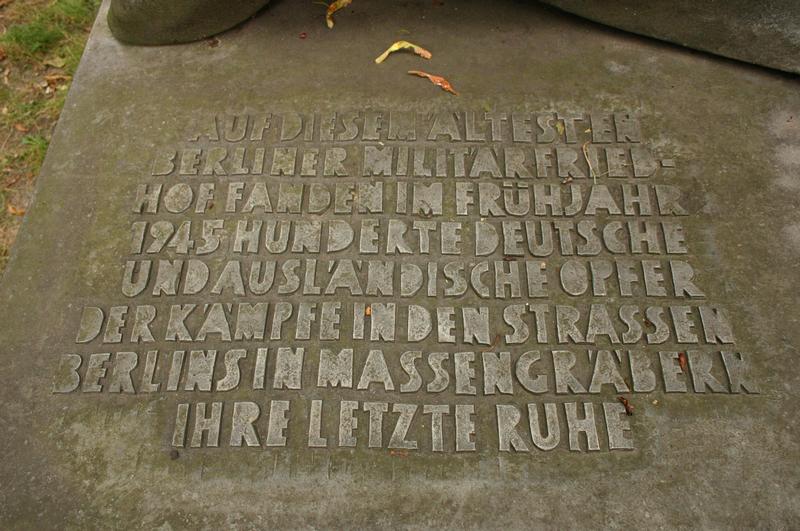 AUF DIESEM ÄLTESTEN
BERLINER MILITÄRFRIED-
HOF FANDEN IM FRÜHJAHR
1945 HUNDERTE DEUTSCHE
UND AUSLÄNDISCHE OPFER
DER KÄMPFE IN DEN STRASSEN
BERLINS IN MASSENGRÄBERN
IHRE LETZTE RUHE